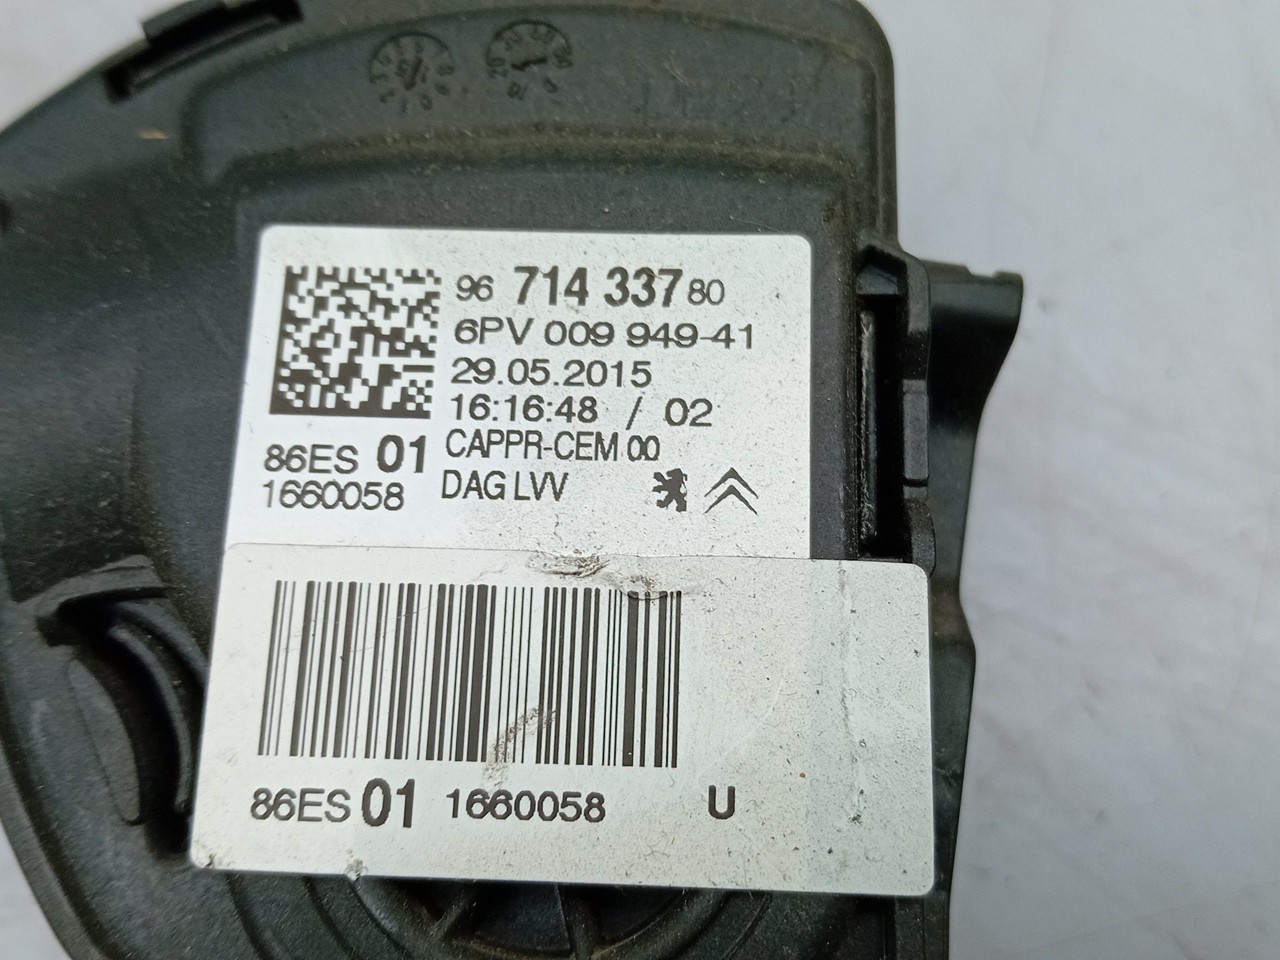 96 714 337 80
6PV 009 949-41
29.05.2015
16:16:48 / 02
86ES 01 CAPPR-CEM 00
1660058 DAG LVV
86ES 01 1660058 U